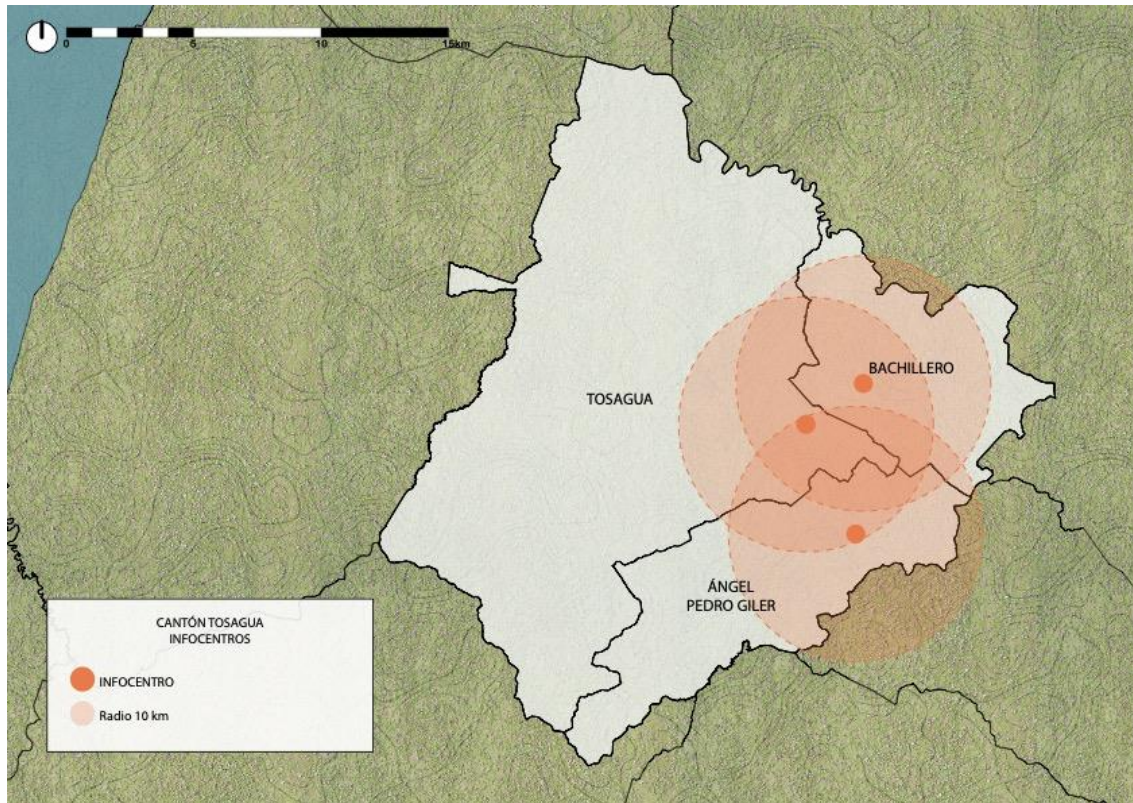 0 5 10 15km
BACHILLERO
TOSAGUA
ÁNGEL
PEDRO GILER
CANTÓN TOSAGUA
INFOCENTROS
INFOCENTRO
Radio 10 km